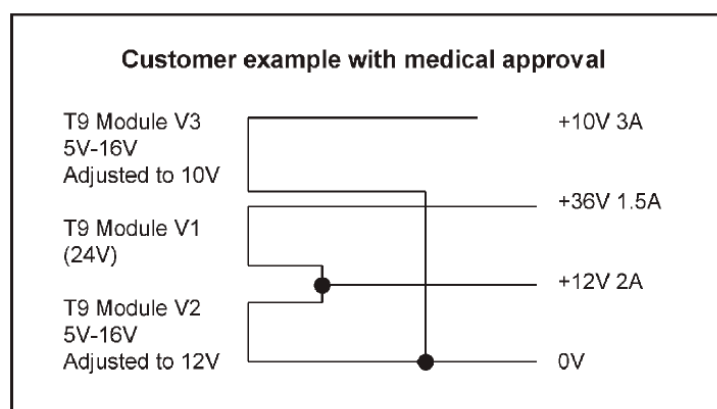 Customer example with medical approval
T9 Module V3
5V-16V
Adjusted to 10V
+10V 3A
+36V 1.5A
T9 Module V1
(24V)
+12V 2A
T9 Module V2
5V-16V
Adjusted to 12V
0V